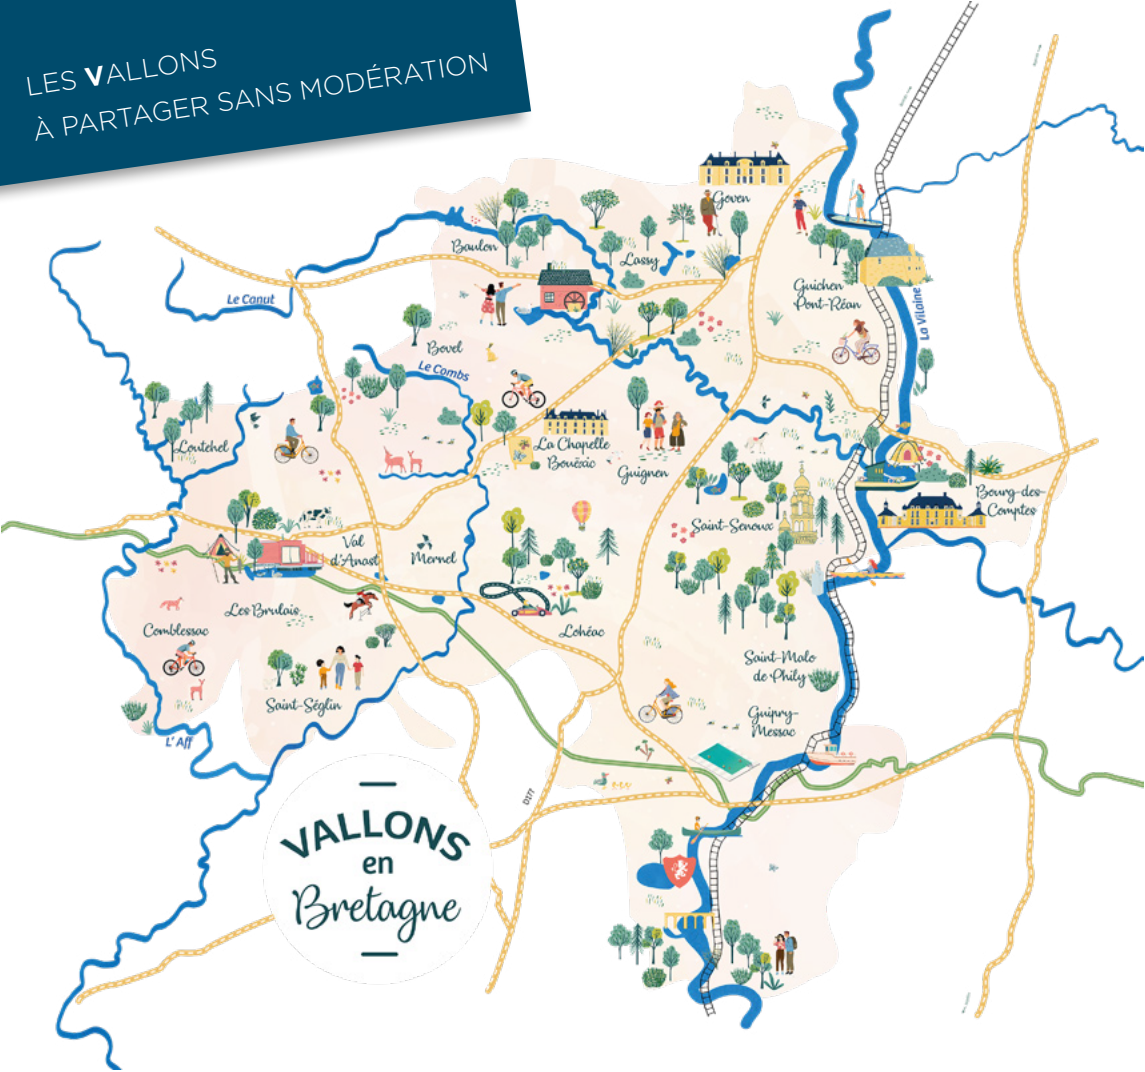 LES VALLONS
À PARTAGER SANS MODÉRATION
Goven
Baulon
Lassy
Guichen
Pont-Réan
Le Canut
La Vilaine
Bovel
Le Combs
Loutehel
La Chapelle
Bouëxic
Guignen
Bourg-des-
Comptes
Saint-Senoux
Val
d'Anast
Mernel
Les Brulais
Comblessac
Lohéac
Saint-Malo
de Phily
Saint-Séglin
Guipry-
Messac
L'Aff
D177
VALLONS
en
Bretagne